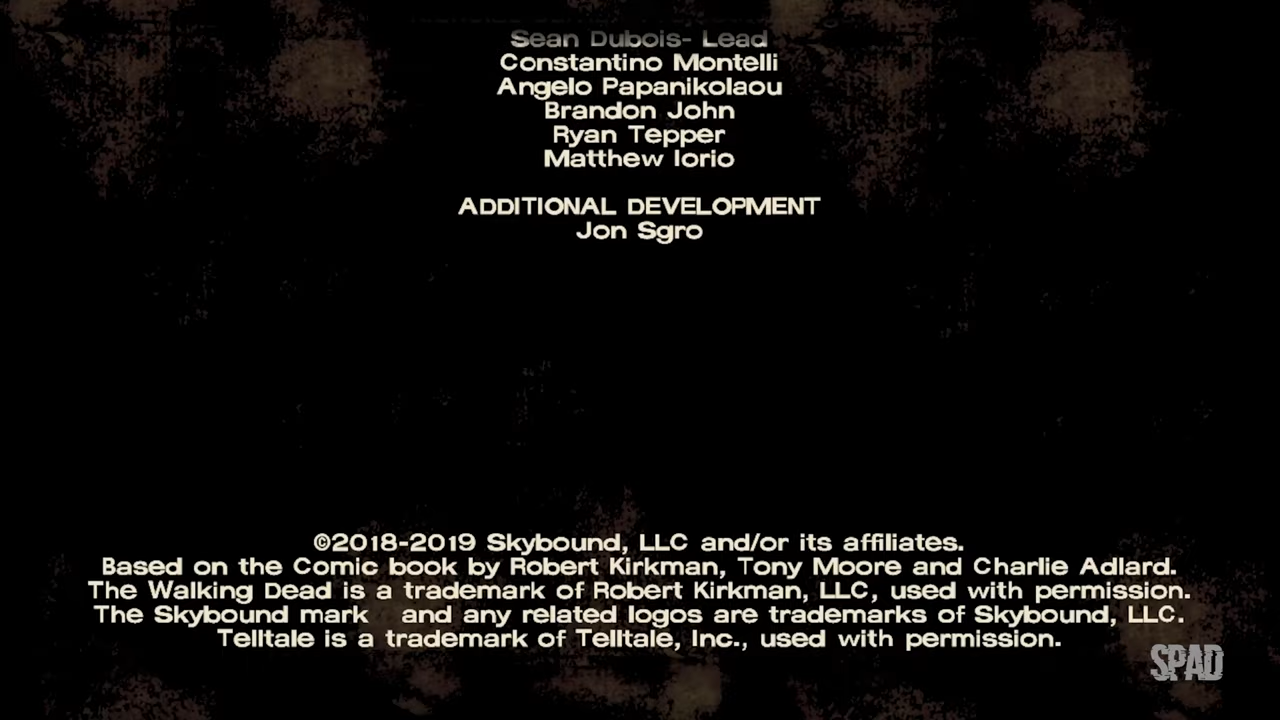 Sean Dubois- Lead
Constantino Montelli
Angelo Papanikolaou
Brandon John
Ryan Tepper
Matthew Iorio
ADDITIONAL DEVELOPMENT
Jon Sgro
©2018-2019 Skybound, LLC and/or its affiliates.
Based on the Comic book by Robert Kirkman, Tony Moore and Charlie Adlard.
The Walking Dead is a trademark of Robert Kirkman, LLC, used with permission.
The Skybound mark and any related logos are trademarks of Skybound, LLC.
Telltale is a trademark of Telltale, Inc., used with permission.
SPAD